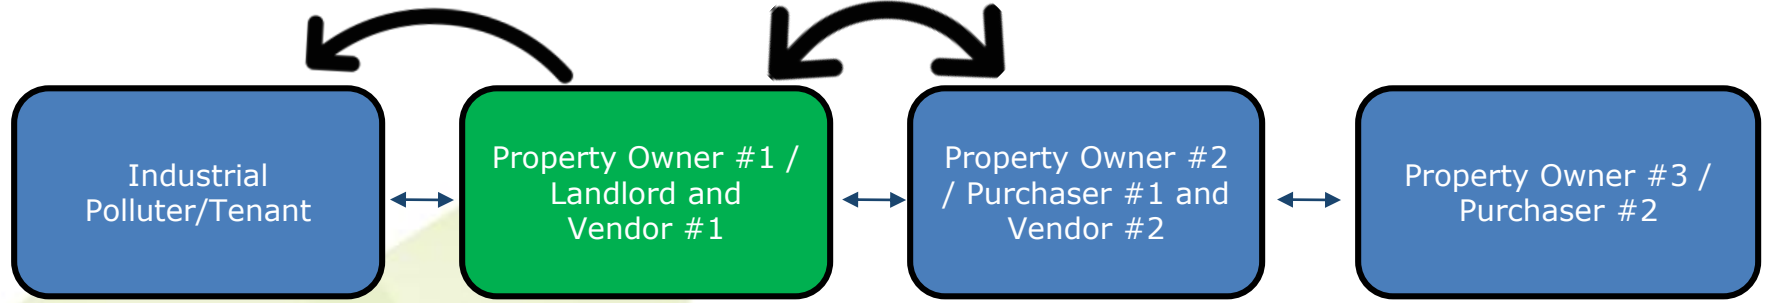 Industrial
Polluter/Tenant
Property Owner #1 /
Landlord and
Vendor #1
Property Owner #2
/ Purchaser #1 and
Vendor #2
Property Owner #3 /
Purchaser #2